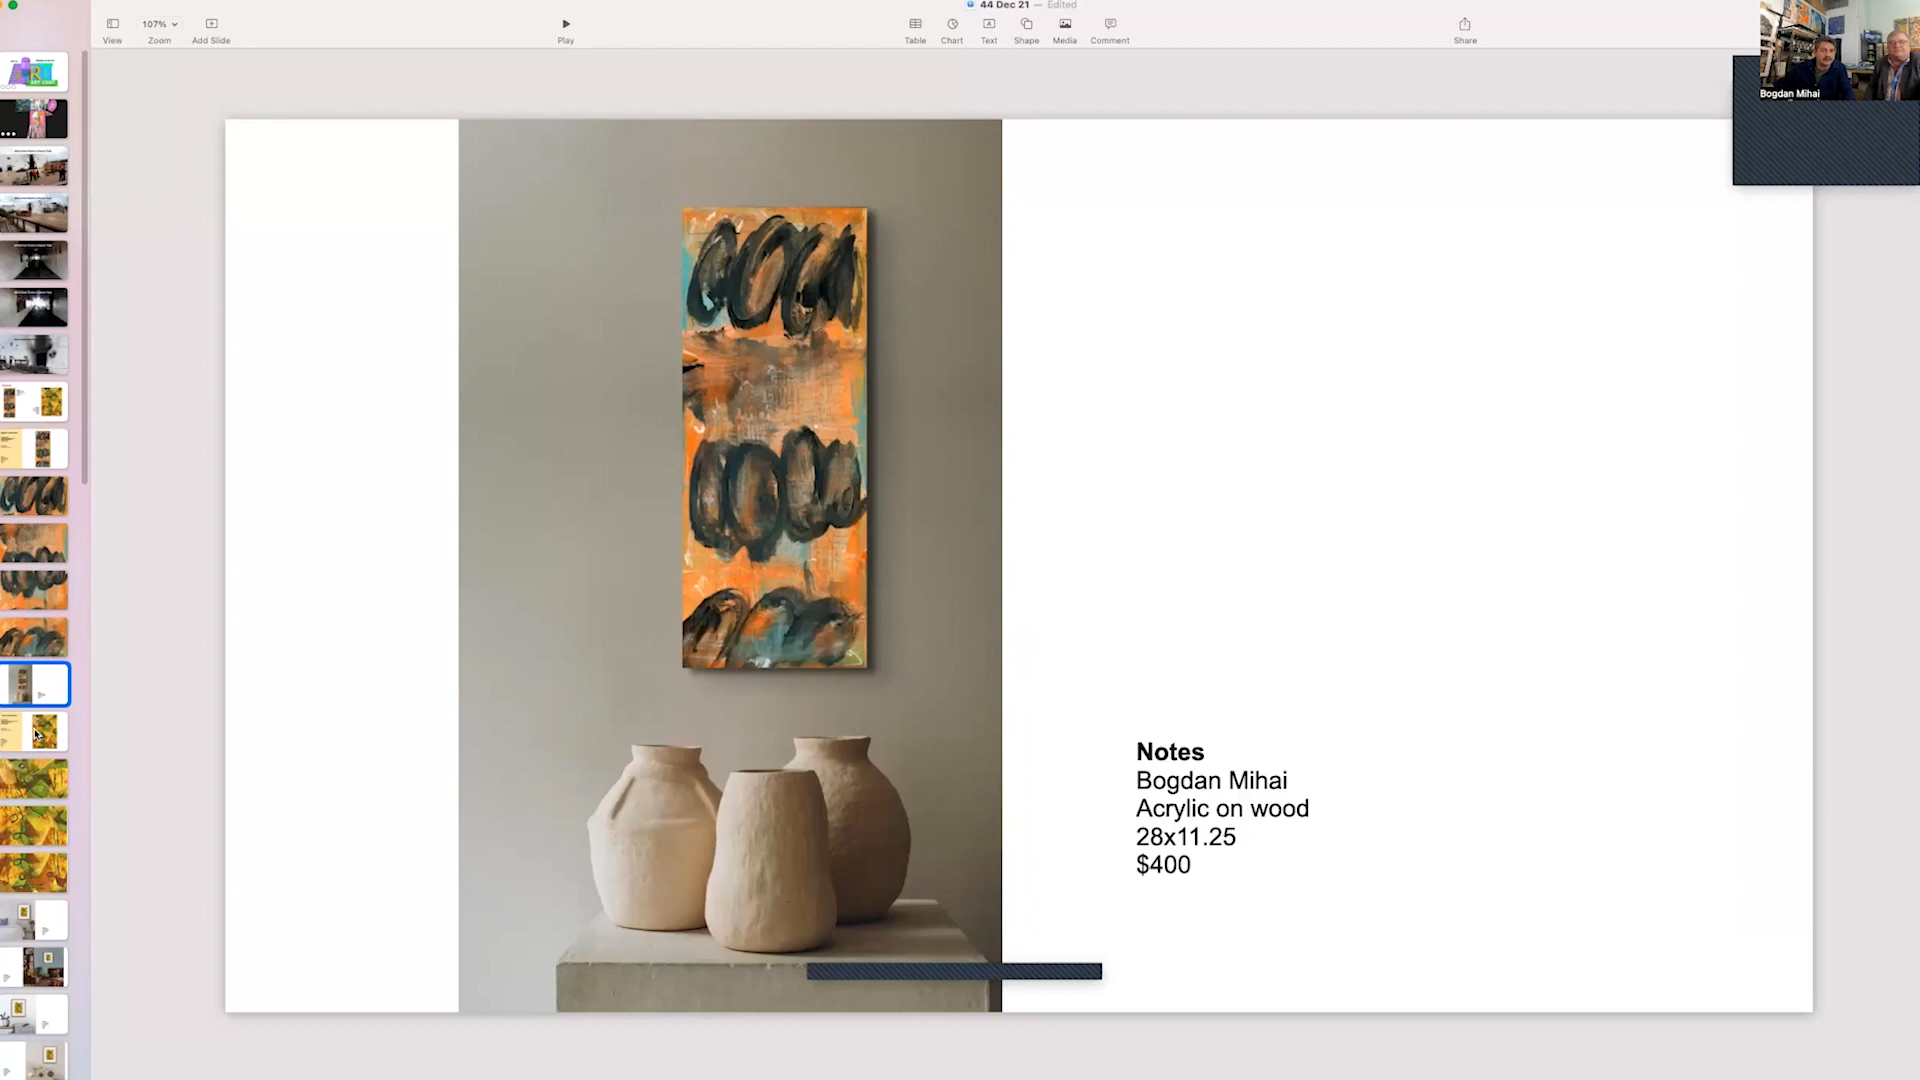 44 Dec 21 — Edited
107%
View
Zoom
Add Slide
Play
Table
Chart
Text
Shape
Media
Comment
Share
Bogdan Mihai
Notes
Bogdan Mihai
Acrylic on wood
28x11.25
$400